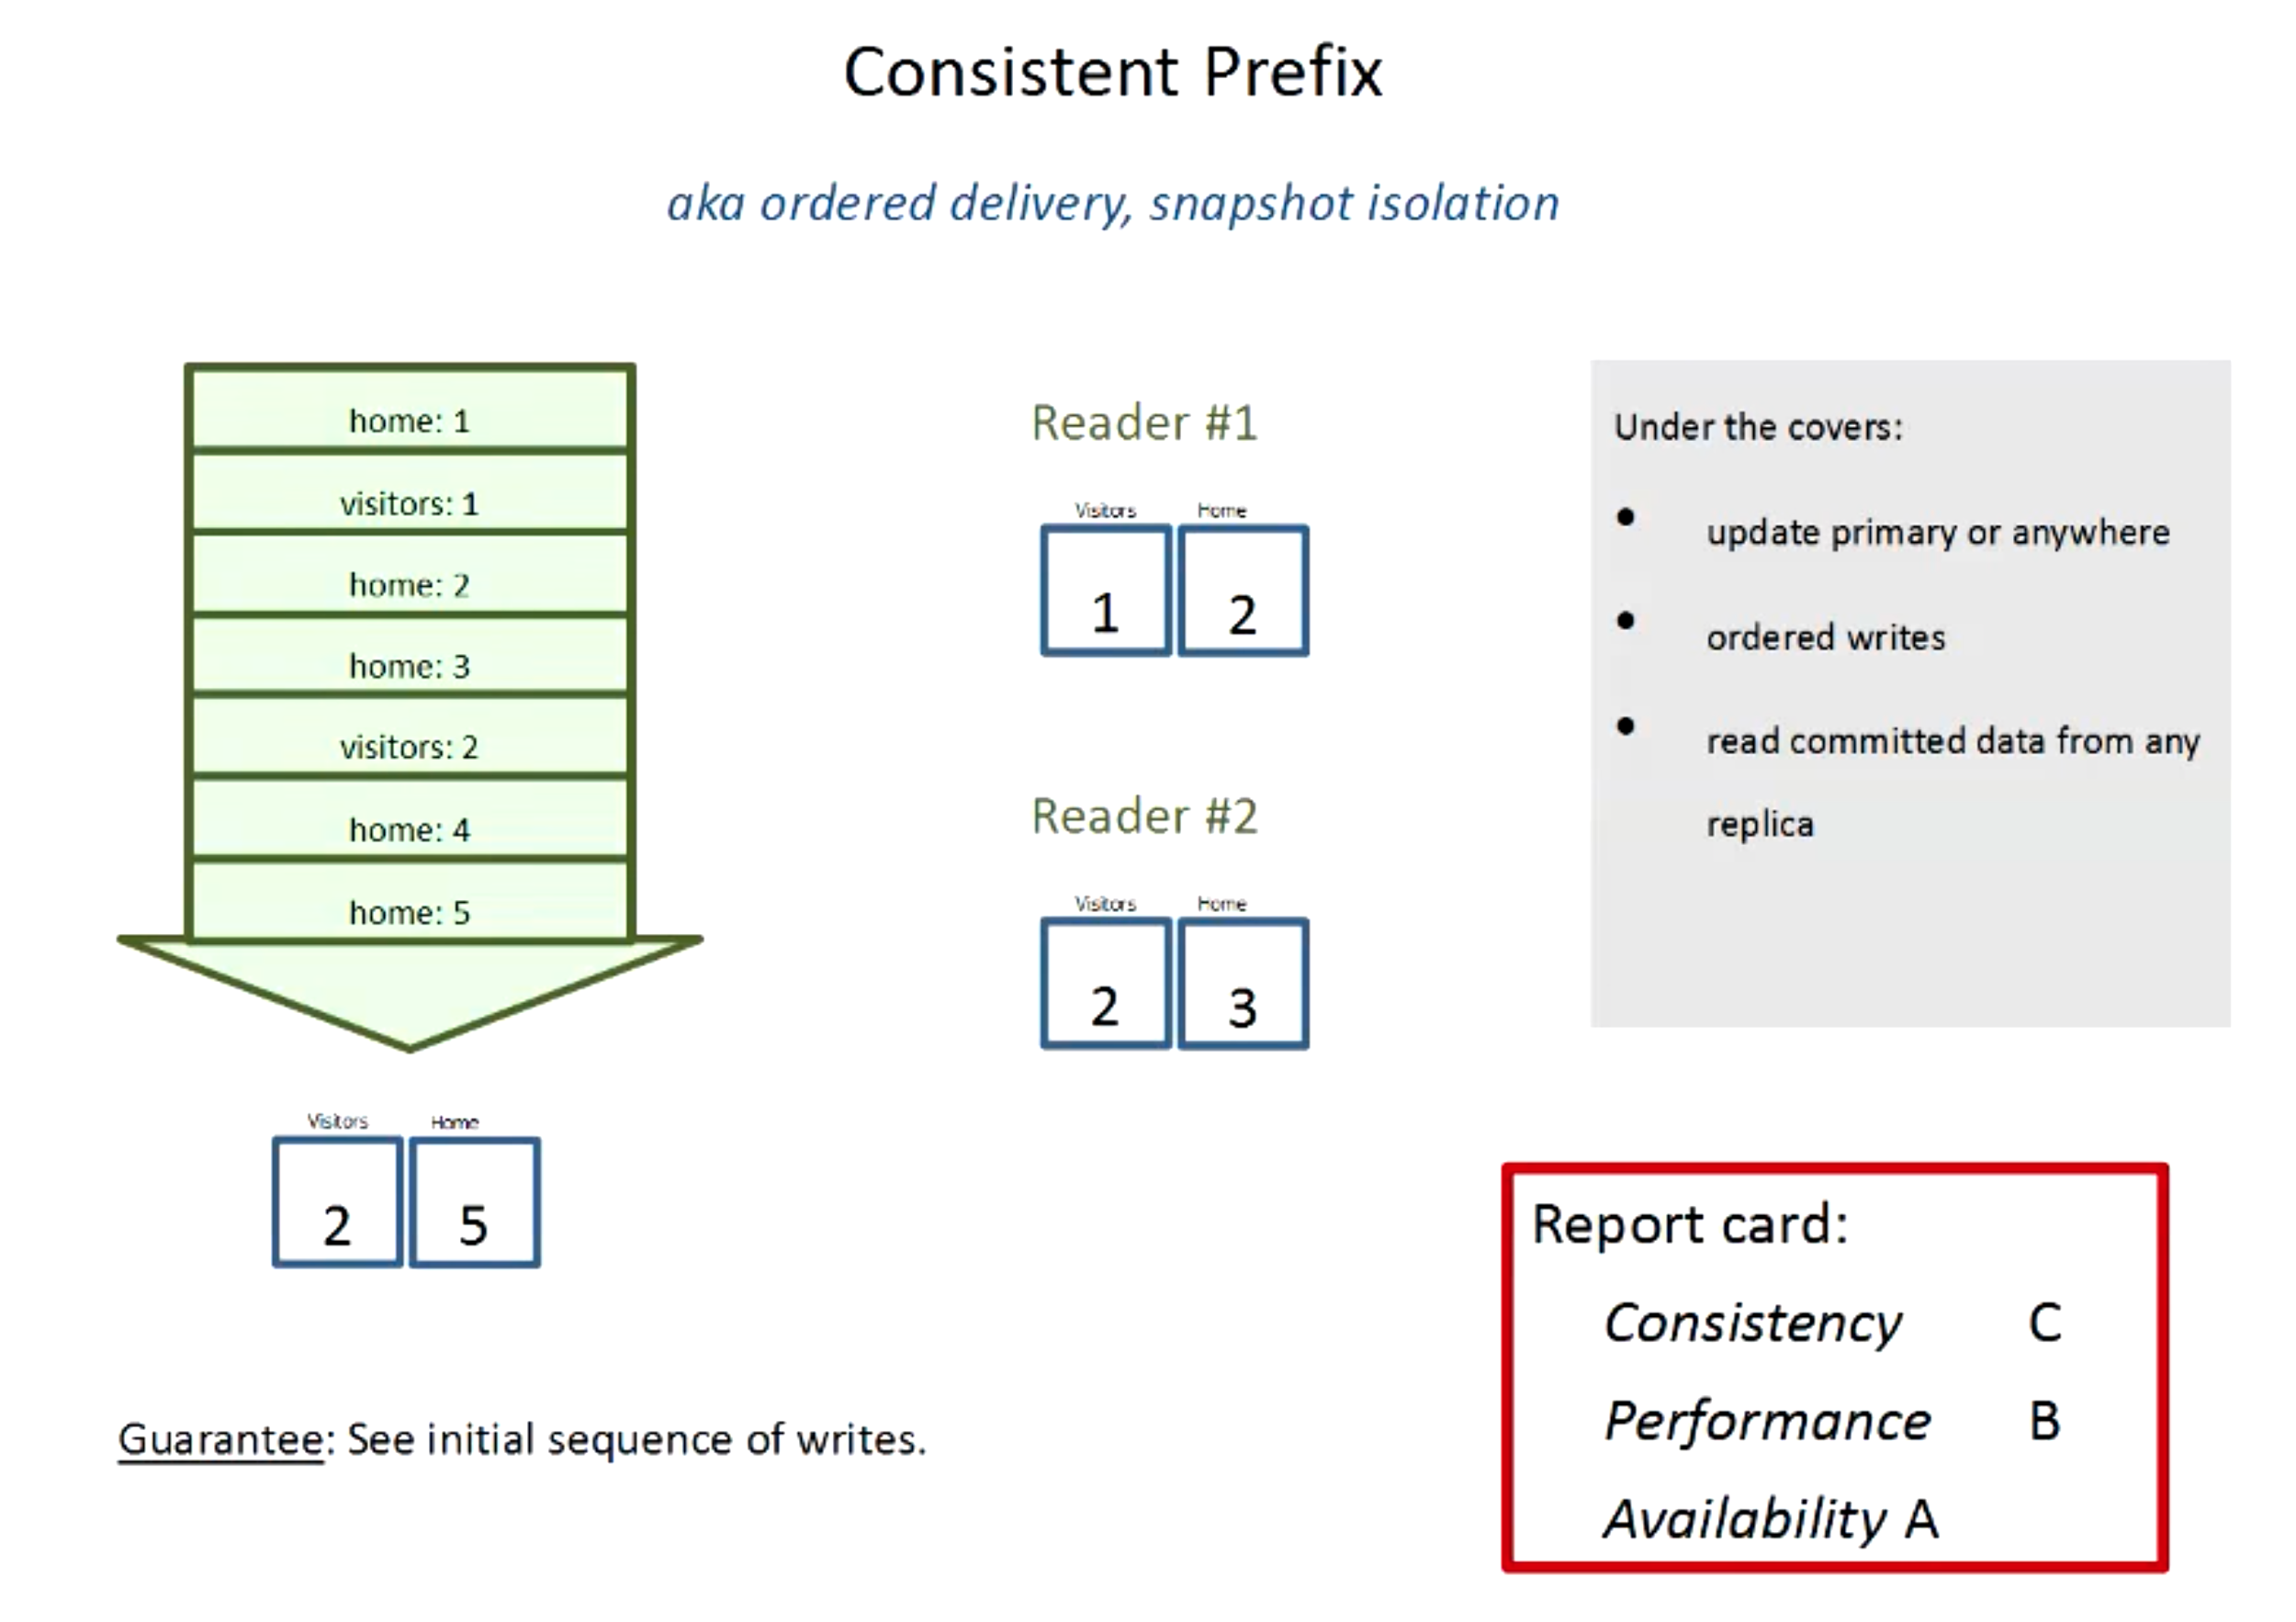 Consistent Prefix
aka ordered delivery, snapshot isolation
home: 1
visitors: 1
home: 2
home: 3
visitors: 2
home: 4
home: 5
Visitors Home
2 5
Guarantee: See initial sequence of writes.
Reader #1
Visitors Home
1 2
Reader #2
Visitors Home
2 3
Under the covers:
• update primary or anywhere
• ordered writes
• read committed data from any
replica
Report card:
Consistency C
Performance B
Availability A